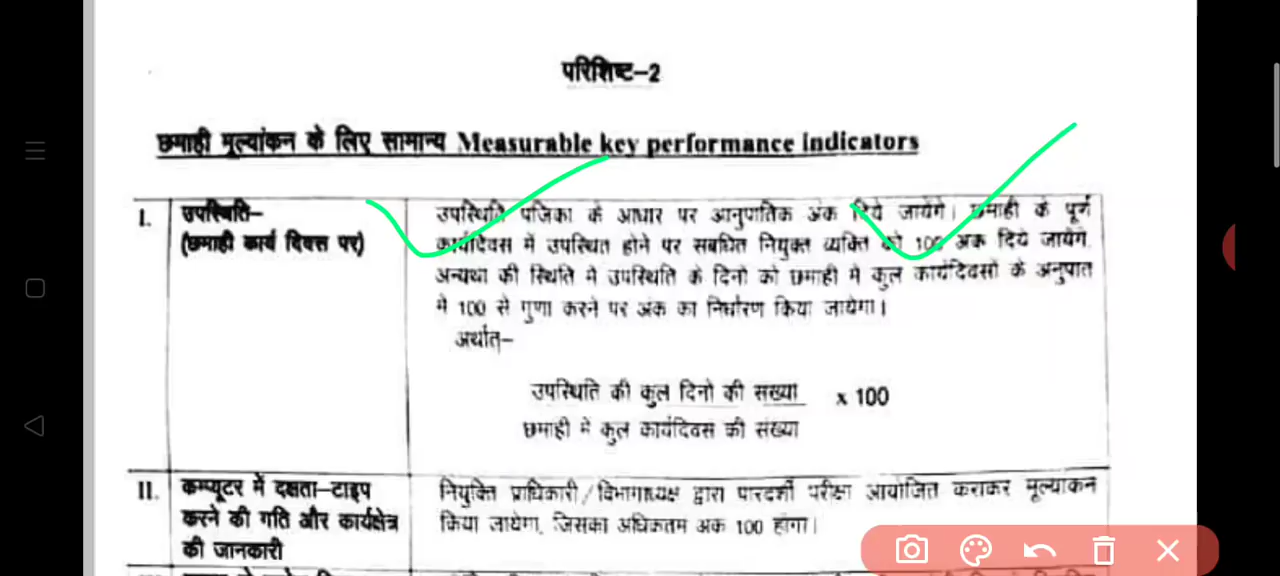 परिशिष्ट-2
छमाही मूल्यांकन के लिए सामान्य Measurable key performance indicators
I. उपस्थिति-
(छमाही कार्य दिवस पर)
उपस्थिति पंजिका के आधार पर आनुपातिक अंक दिये जायेगे। छमाही के पूर्ण
कार्यदिवस में उपस्थित होने पर संबधित नियुक्त व्यक्ति को 100 अंक दिये जायेंगे,
अन्यथा की स्थिति मे उपस्थिति के दिनो को छमाही मे कुल कार्यदिवसो के अनुपात
मे 100 से गुणा करने पर अंक का निर्धारण किया जायेगा।
अर्थात्-
उपस्थिति की कुल दिनो की संख्या x 100
छमाही में कुल कार्यदिवस की संख्या
II. कम्प्यूटर में दक्षता-टाइप
करने की गति और कार्यक्षेत्र
की जानकारी
नियुक्ति प्राधिकारी/विभागाध्यक्ष द्वारा पारदर्शी परीक्षा आयोजित कराकर मूल्यांकन
किया जायेगा, जिसका अधिकतम अंक 100 होगा।